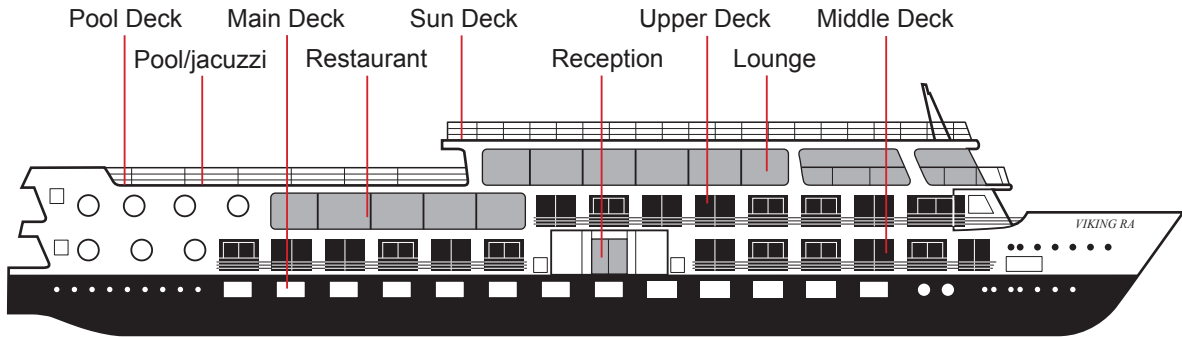 Pool Deck
Main Deck
Sun Deck
Upper Deck
Middle Deck
Pool/jacuzzi
Restaurant
Reception
Lounge
VIKING RA